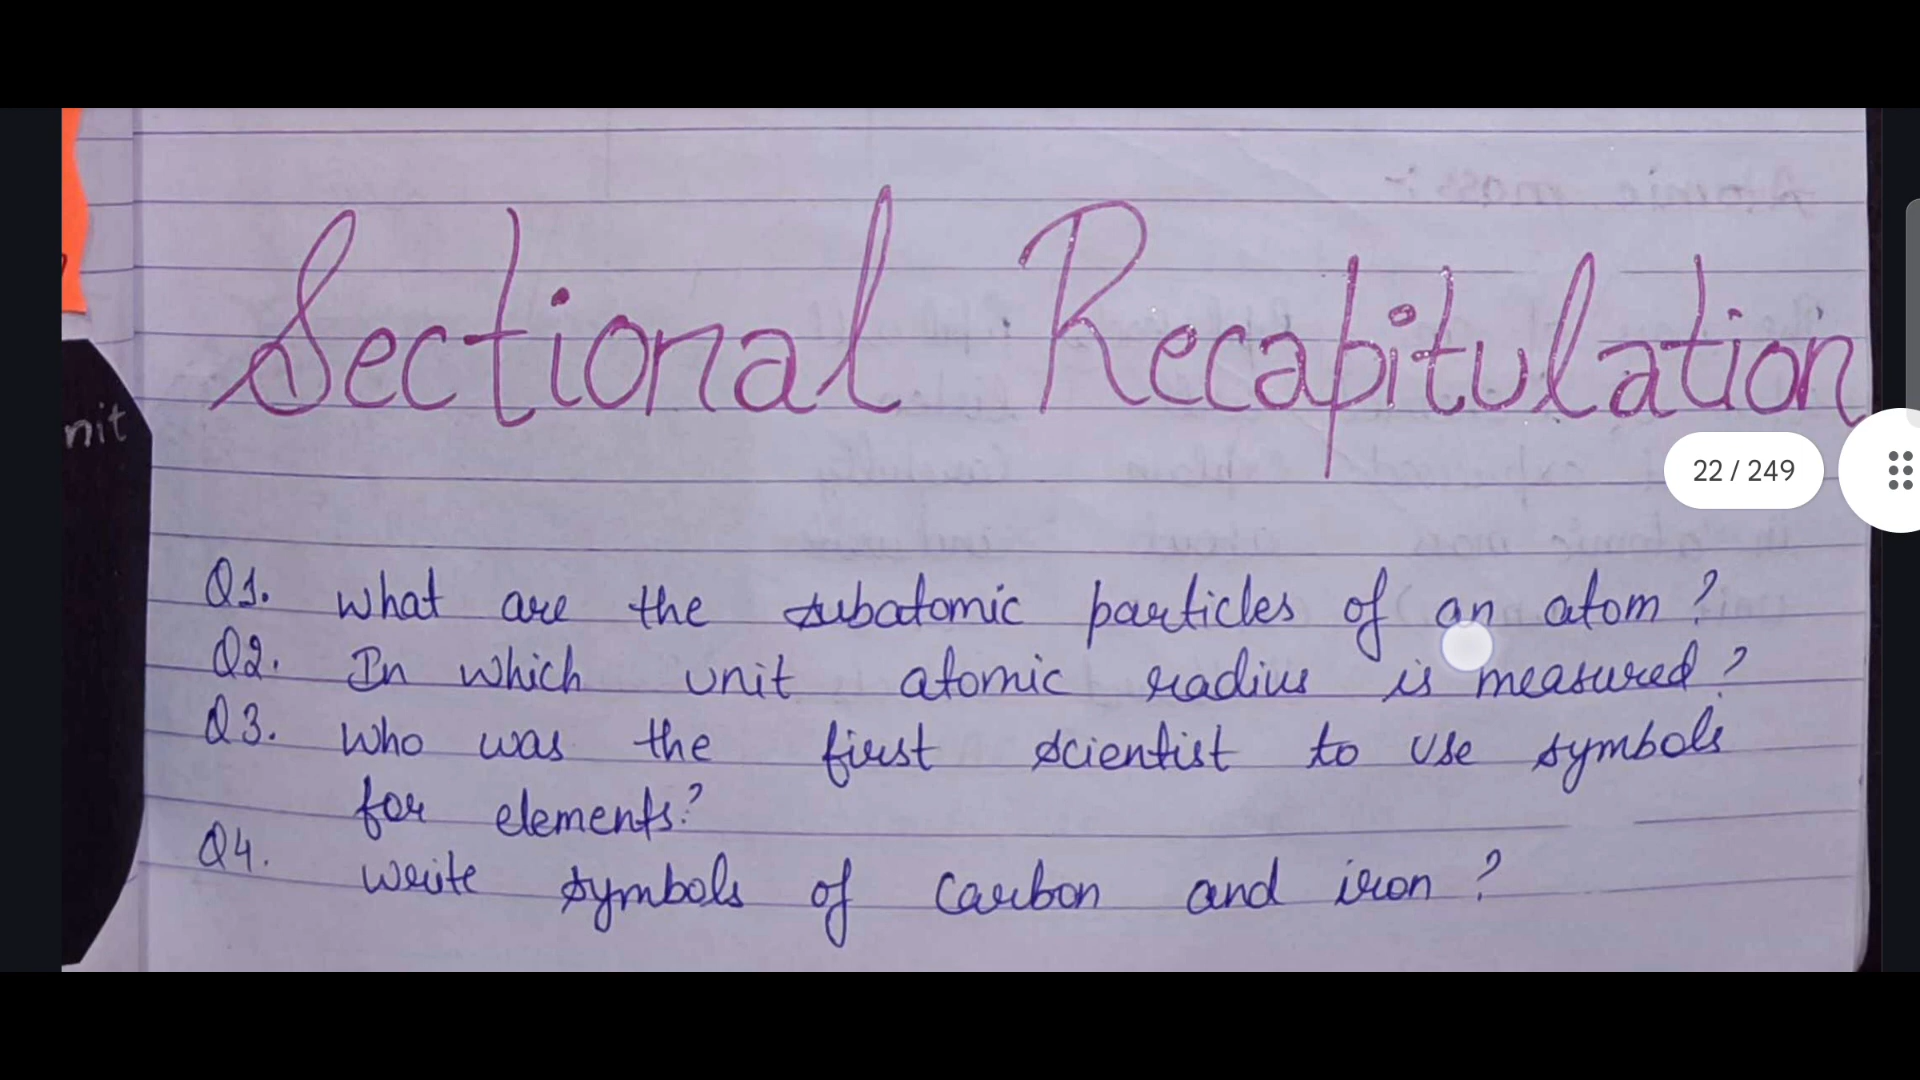 Sectional Recapitulation
nit
22 / 249
Q1. What are the subatomic particles of an atom ?
Q2. In which unit atomic radius is measured ?
Q3. Who was the first scientist to use symbols
for elements?
Q4. Write symbols of carbon and iron ?